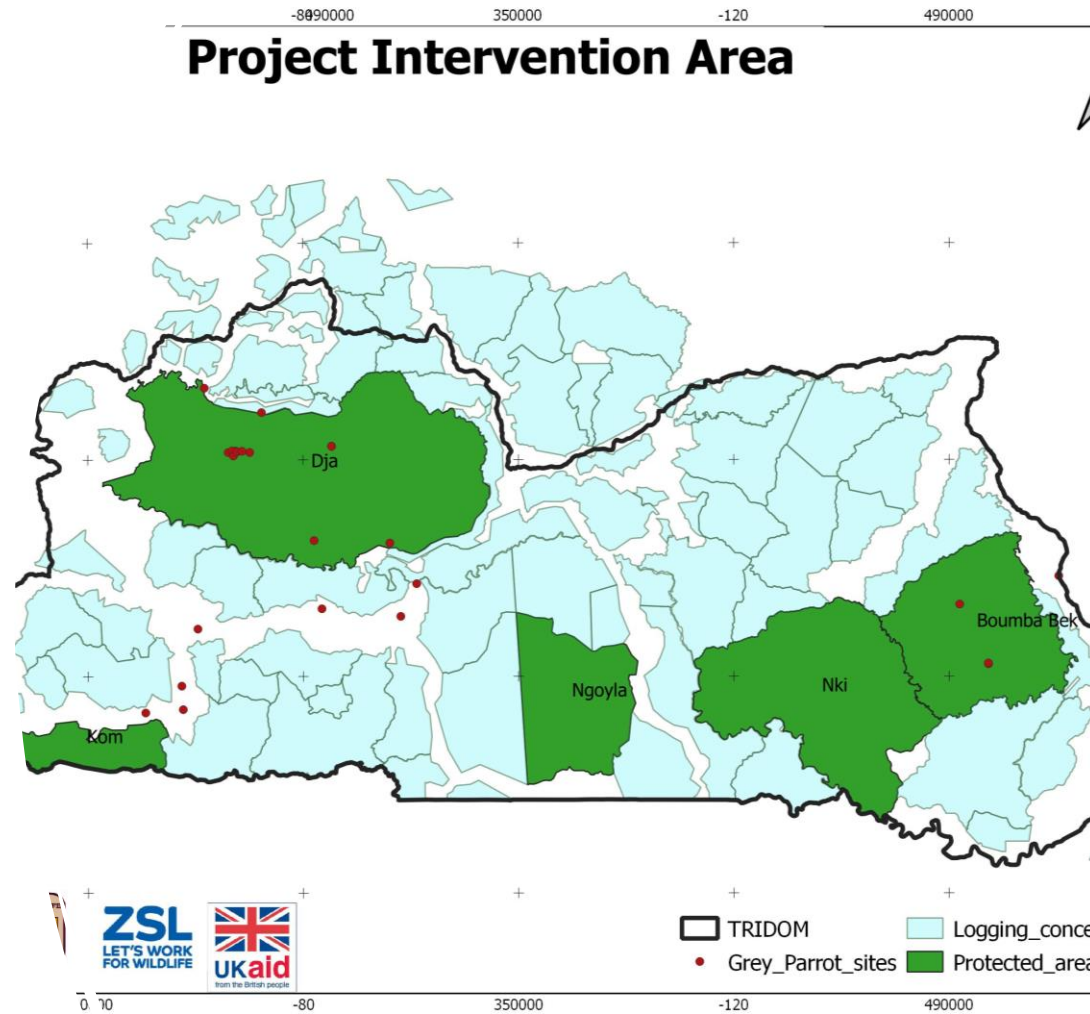 -80 490000 350000 -120 490000
Project Intervention Area
Dja
Boumba Bek
Ngoyla
Nki
Kom
ZSL
LET'S WORK
FOR WILDLIFE
UKaid
from the British people
TRIDOM
Logging_conce
Grey_Parrot_sites
Protected_area
-80 350000 -120 490000